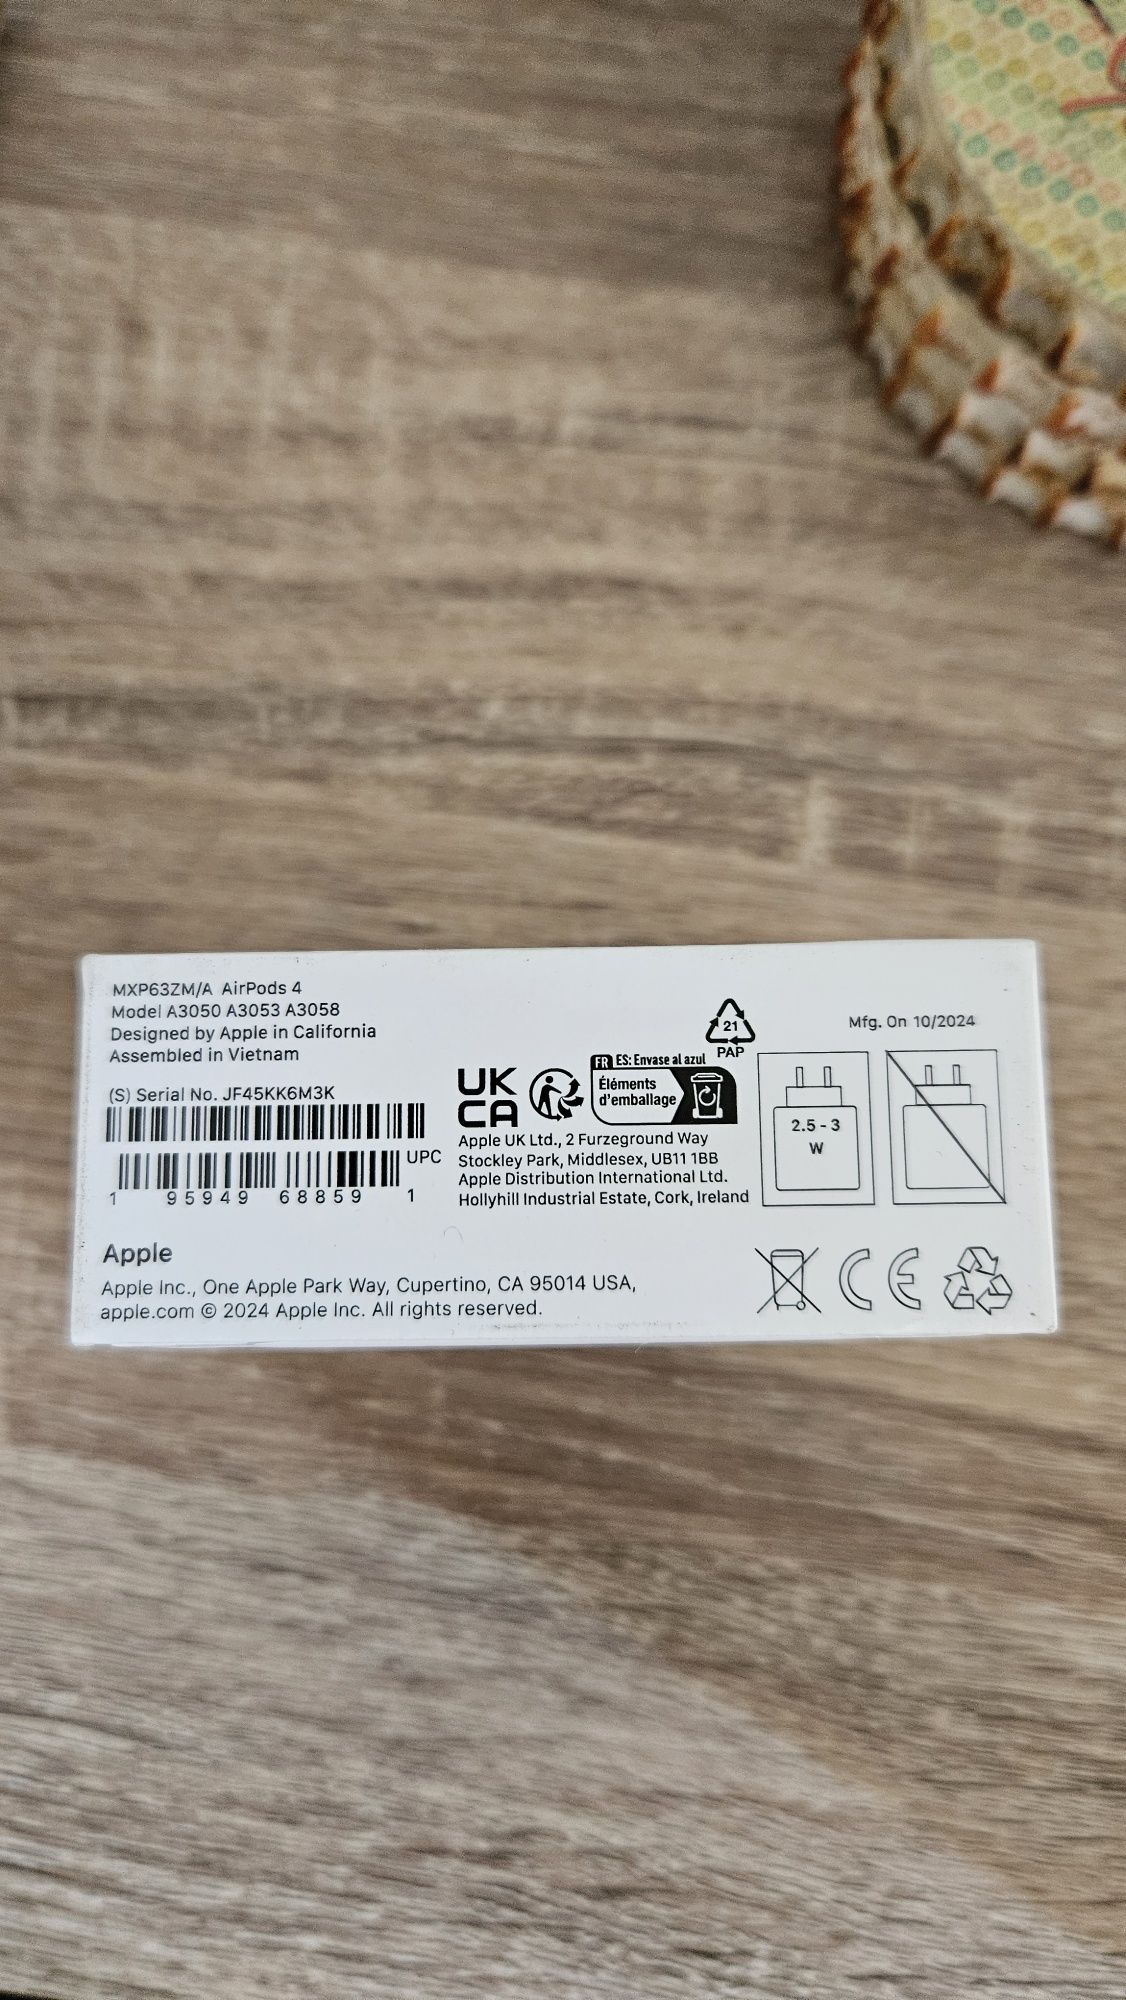 MXP63ZM/A AirPods 4
Model A3050 A3053 A3058
Designed by Apple in California
Assembled in Vietnam
(S) Serial No. JF45KK6M3K
UPC
1 95949 68859 1
UK
CA
FR ES: Envase al azul
Éléments
d'emballage
21
PAP
Apple UK Ltd., 2 Furzeground Way
Stockley Park, Middlesex, UB11 1BB
Apple Distribution International Ltd.
Hollyhill Industrial Estate, Cork, Ireland
Mfg. On 10/2024
2.5 - 3
W
Apple
Apple Inc., One Apple Park Way, Cupertino, CA 95014 USA,
apple.com © 2024 Apple Inc. All rights reserved.
CE